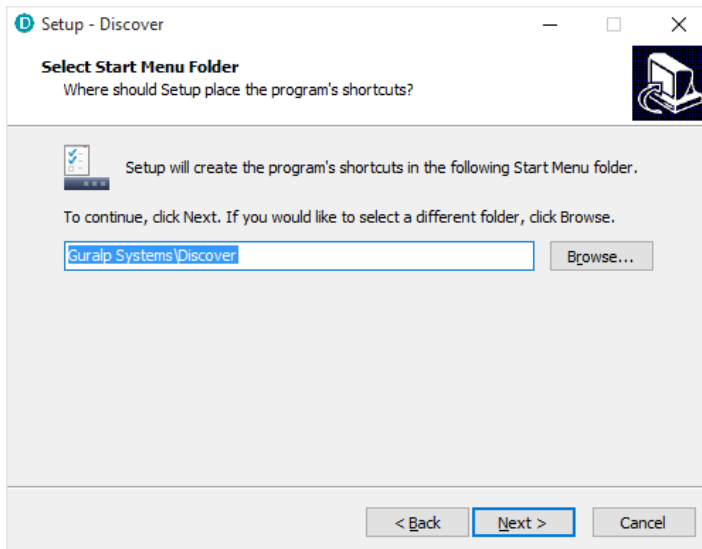 Setup - Discover
Select Start Menu Folder
Where should Setup place the program's shortcuts?
Setup will create the program's shortcuts in the following Start Menu folder.
To continue, click Next. If you would like to select a different folder, click Browse.
Guralp Systems\Discover
Browse...
< Back
Next >
Cancel